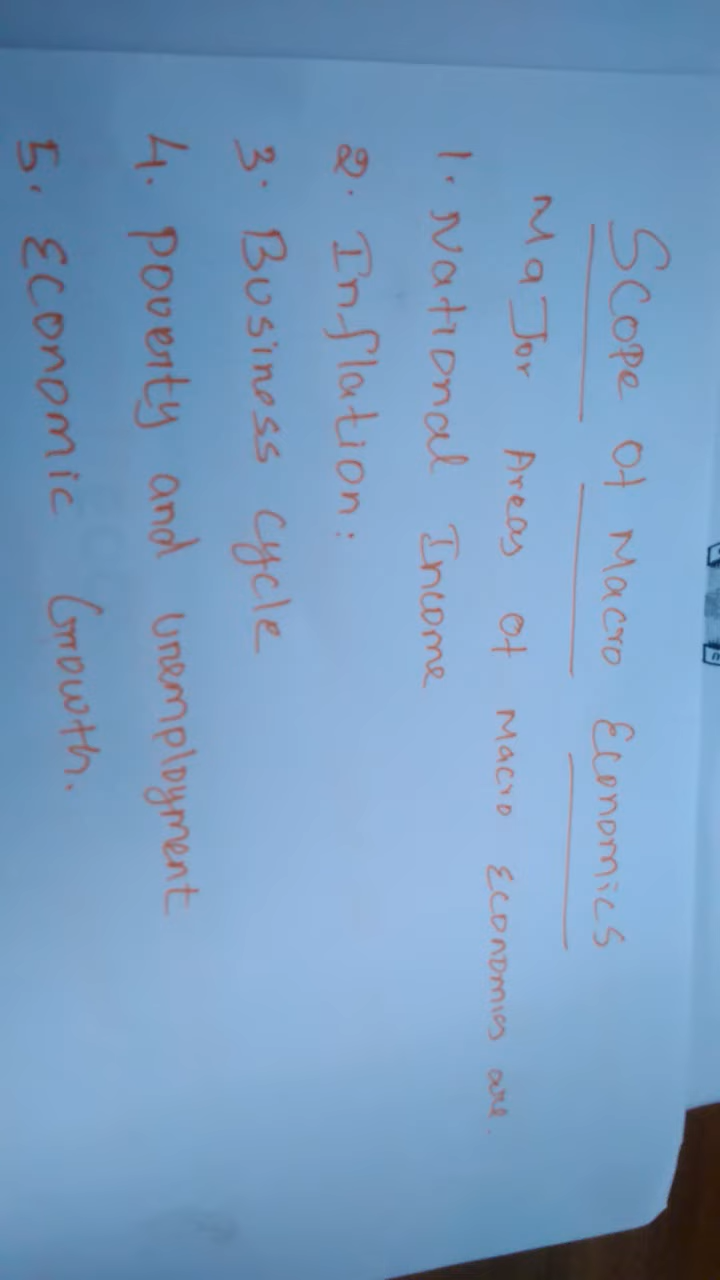 Scope of Macro Economics
Major Areas of Macro Economics are.
1. National Income
2. Inflation:
3. Business Cycle
4. Poverty and Unemployment
5. Economic Growth.